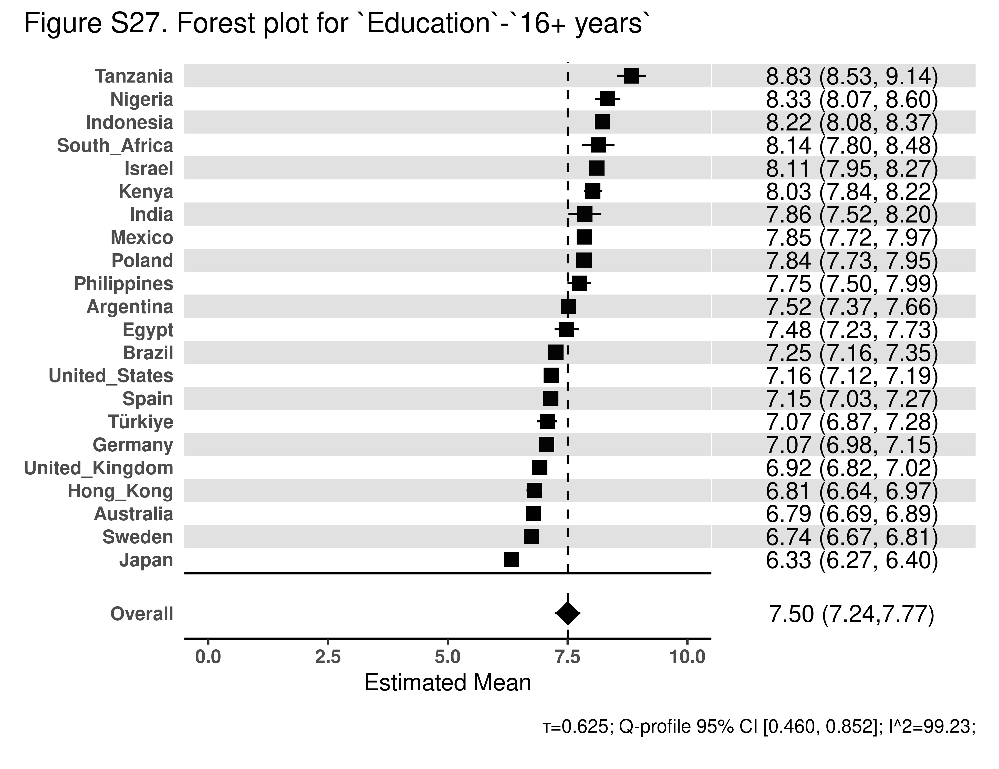 Figure S27. Forest plot for `Education`-`16+ years`
Tanzania 8.83 (8.53, 9.14)
Nigeria 8.33 (8.07, 8.60)
Indonesia 8.22 (8.08, 8.37)
South_Africa 8.14 (7.80, 8.48)
Israel 8.11 (7.95, 8.27)
Kenya 8.03 (7.84, 8.22)
India 7.86 (7.52, 8.20)
Mexico 7.85 (7.72, 7.97)
Poland 7.84 (7.73, 7.95)
Philippines 7.75 (7.50, 7.99)
Argentina 7.52 (7.37, 7.66)
Egypt 7.48 (7.23, 7.73)
Brazil 7.25 (7.16, 7.35)
United_States 7.16 (7.12, 7.19)
Spain 7.15 (7.03, 7.27)
Türkiye 7.07 (6.87, 7.28)
Germany 7.07 (6.98, 7.15)
United_Kingdom 6.92 (6.82, 7.02)
Hong_Kong 6.81 (6.64, 6.97)
Australia 6.79 (6.69, 6.89)
Sweden 6.74 (6.67, 6.81)
Japan 6.33 (6.27, 6.40)
Overall 7.50 (7.24,7.77)
0.0 2.5 5.0 7.5 10.0
Estimated Mean
τ=0.625; Q-profile 95% CI [0.460, 0.852]; I^2=99.23;